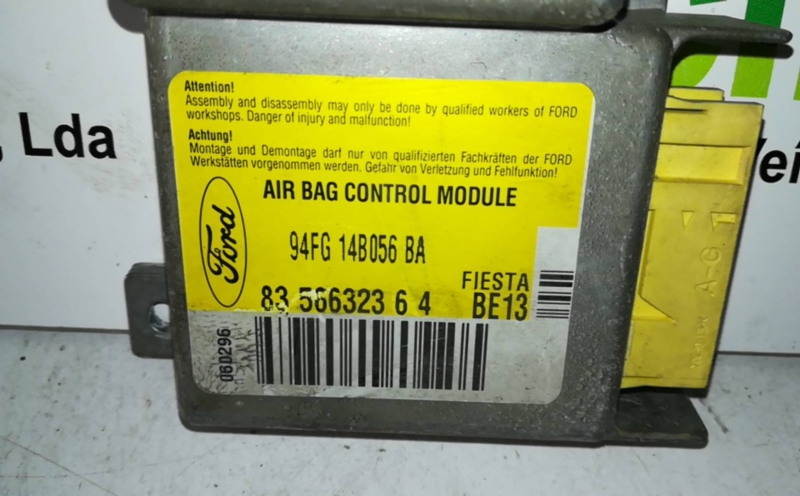 Attention!
Assembly and disassembly may only be done by qualified workers of FORD
workshops. Danger of injury and malfunction!
Achtung!
Montage und Demontage darf nur von qualifizierten Fachkräften der FORD
Werkstätten vorgenommen werden. Gefahr von Verletzung und Fehlfunktion!
, Lda
AIR BAG CONTROL MODULE
Ford
94FG 14B056 BA
FIESTA
83 566323 6 4 BE13
060296
A-G